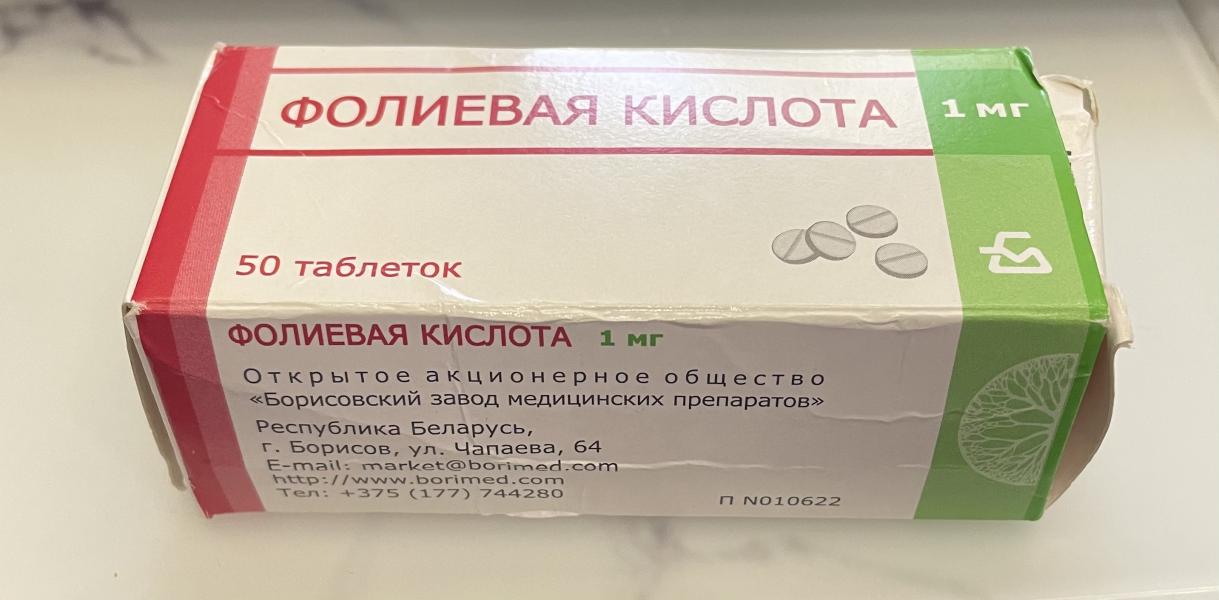 ФОЛИЕВАЯ КИСЛОТА 1 мг
50 таблеток
ФОЛИЕВАЯ КИСЛОТА 1 мг
Открытое акционерное общество
«Борисовский завод медицинских препаратов»
Республика Беларусь,
г. Борисов, ул. Чапаева, 64
E-mail: market@borimed.com
http://www.borimed.com
Тел: +375 (177) 744280
П N010622